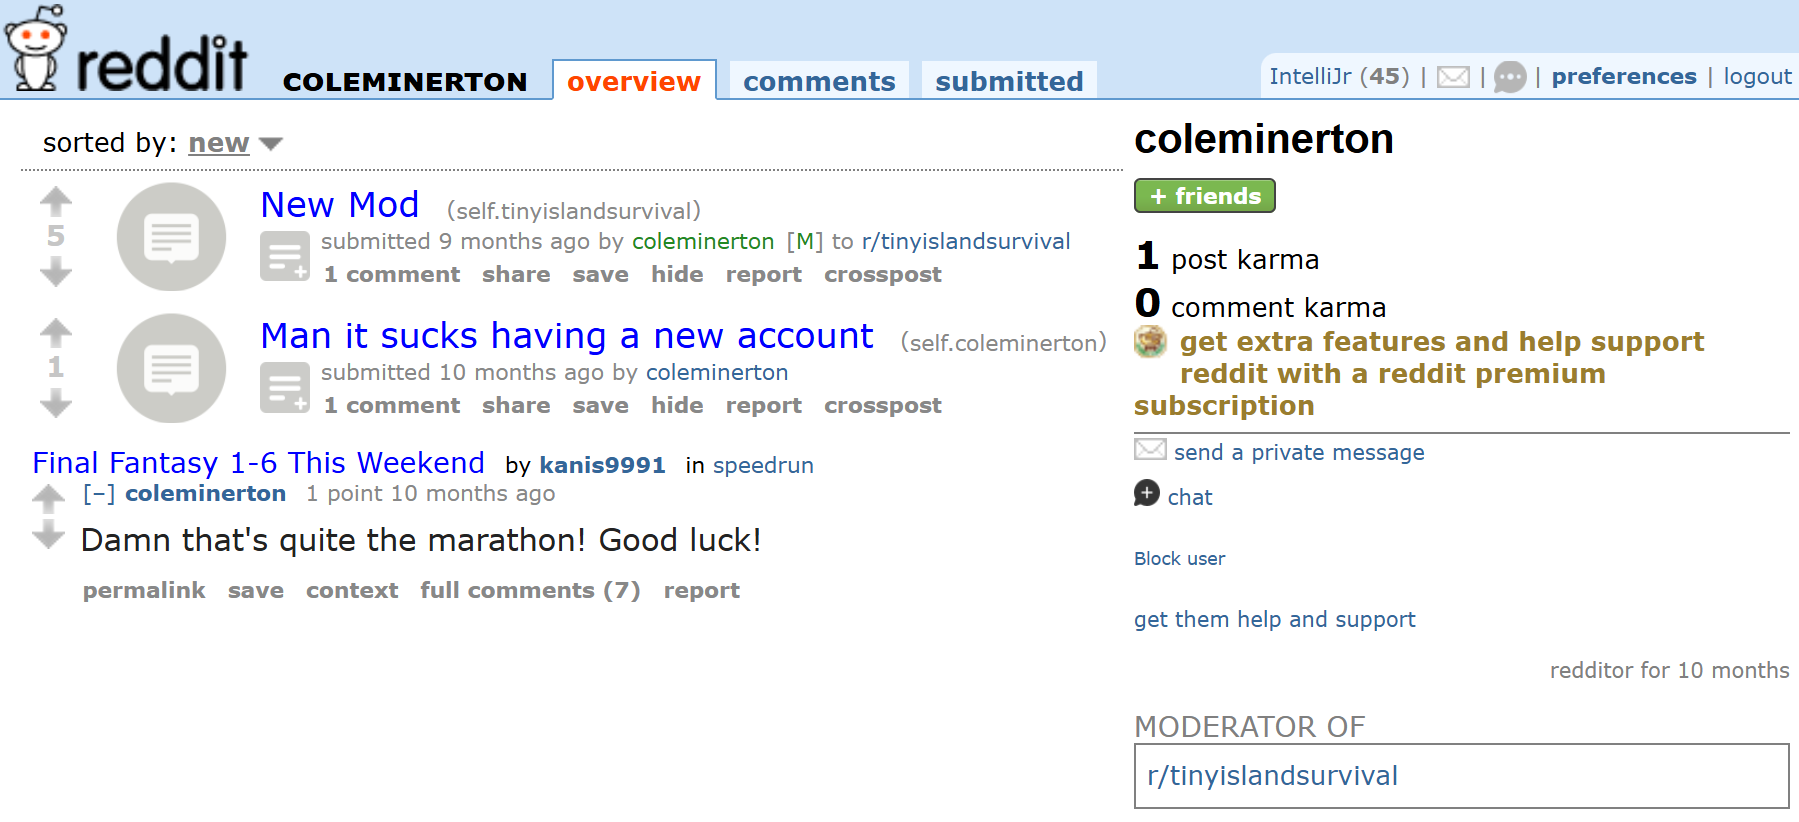 reddit COLEMINERTON overview comments submitted IntelliJr (45) | | | preferences | logout
sorted by: new
5
New Mod (self.tinyislandsurvival)
submitted 9 months ago by coleminerton [M] to r/tinyislandsurvival
1 comment share save hide report crosspost
1
Man it sucks having a new account (self.coleminerton)
submitted 10 months ago by coleminerton
1 comment share save hide report crosspost
Final Fantasy 1-6 This Weekend by kanis9991 in speedrun
[–] coleminerton 1 point 10 months ago
Damn that's quite the marathon! Good luck!
permalink save context full comments (7) report
coleminerton
+ friends
1 post karma
0 comment karma
get extra features and help support
reddit with a reddit premium
subscription
send a private message
chat
Block user
get them help and support
redditor for 10 months
MODERATOR OF
r/tinyislandsurvival